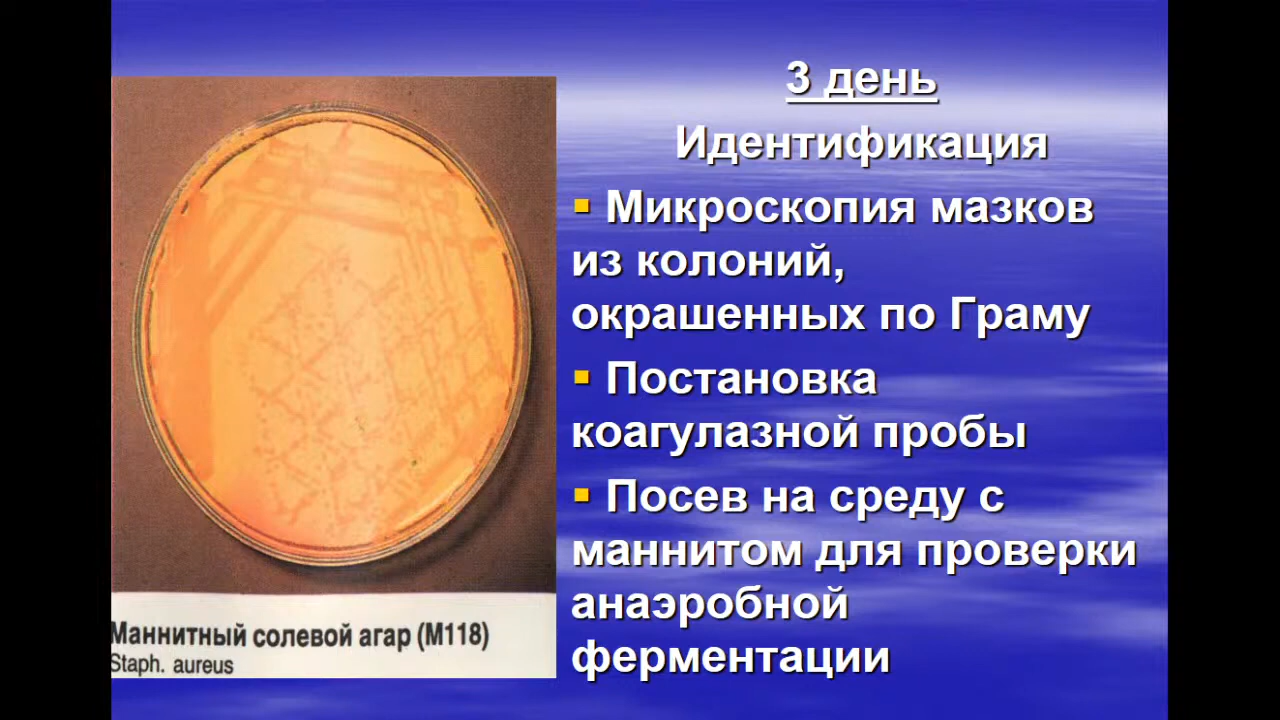 3 день
Идентификация
▪ Микроскопия мазков
из колоний,
окрашенных по Граму
▪ Постановка
коагулазной пробы
▪ Посев на среду с
маннитом для проверки
анаэробной
ферментации
Маннитный солевой агар (М118)
Staph. aureus